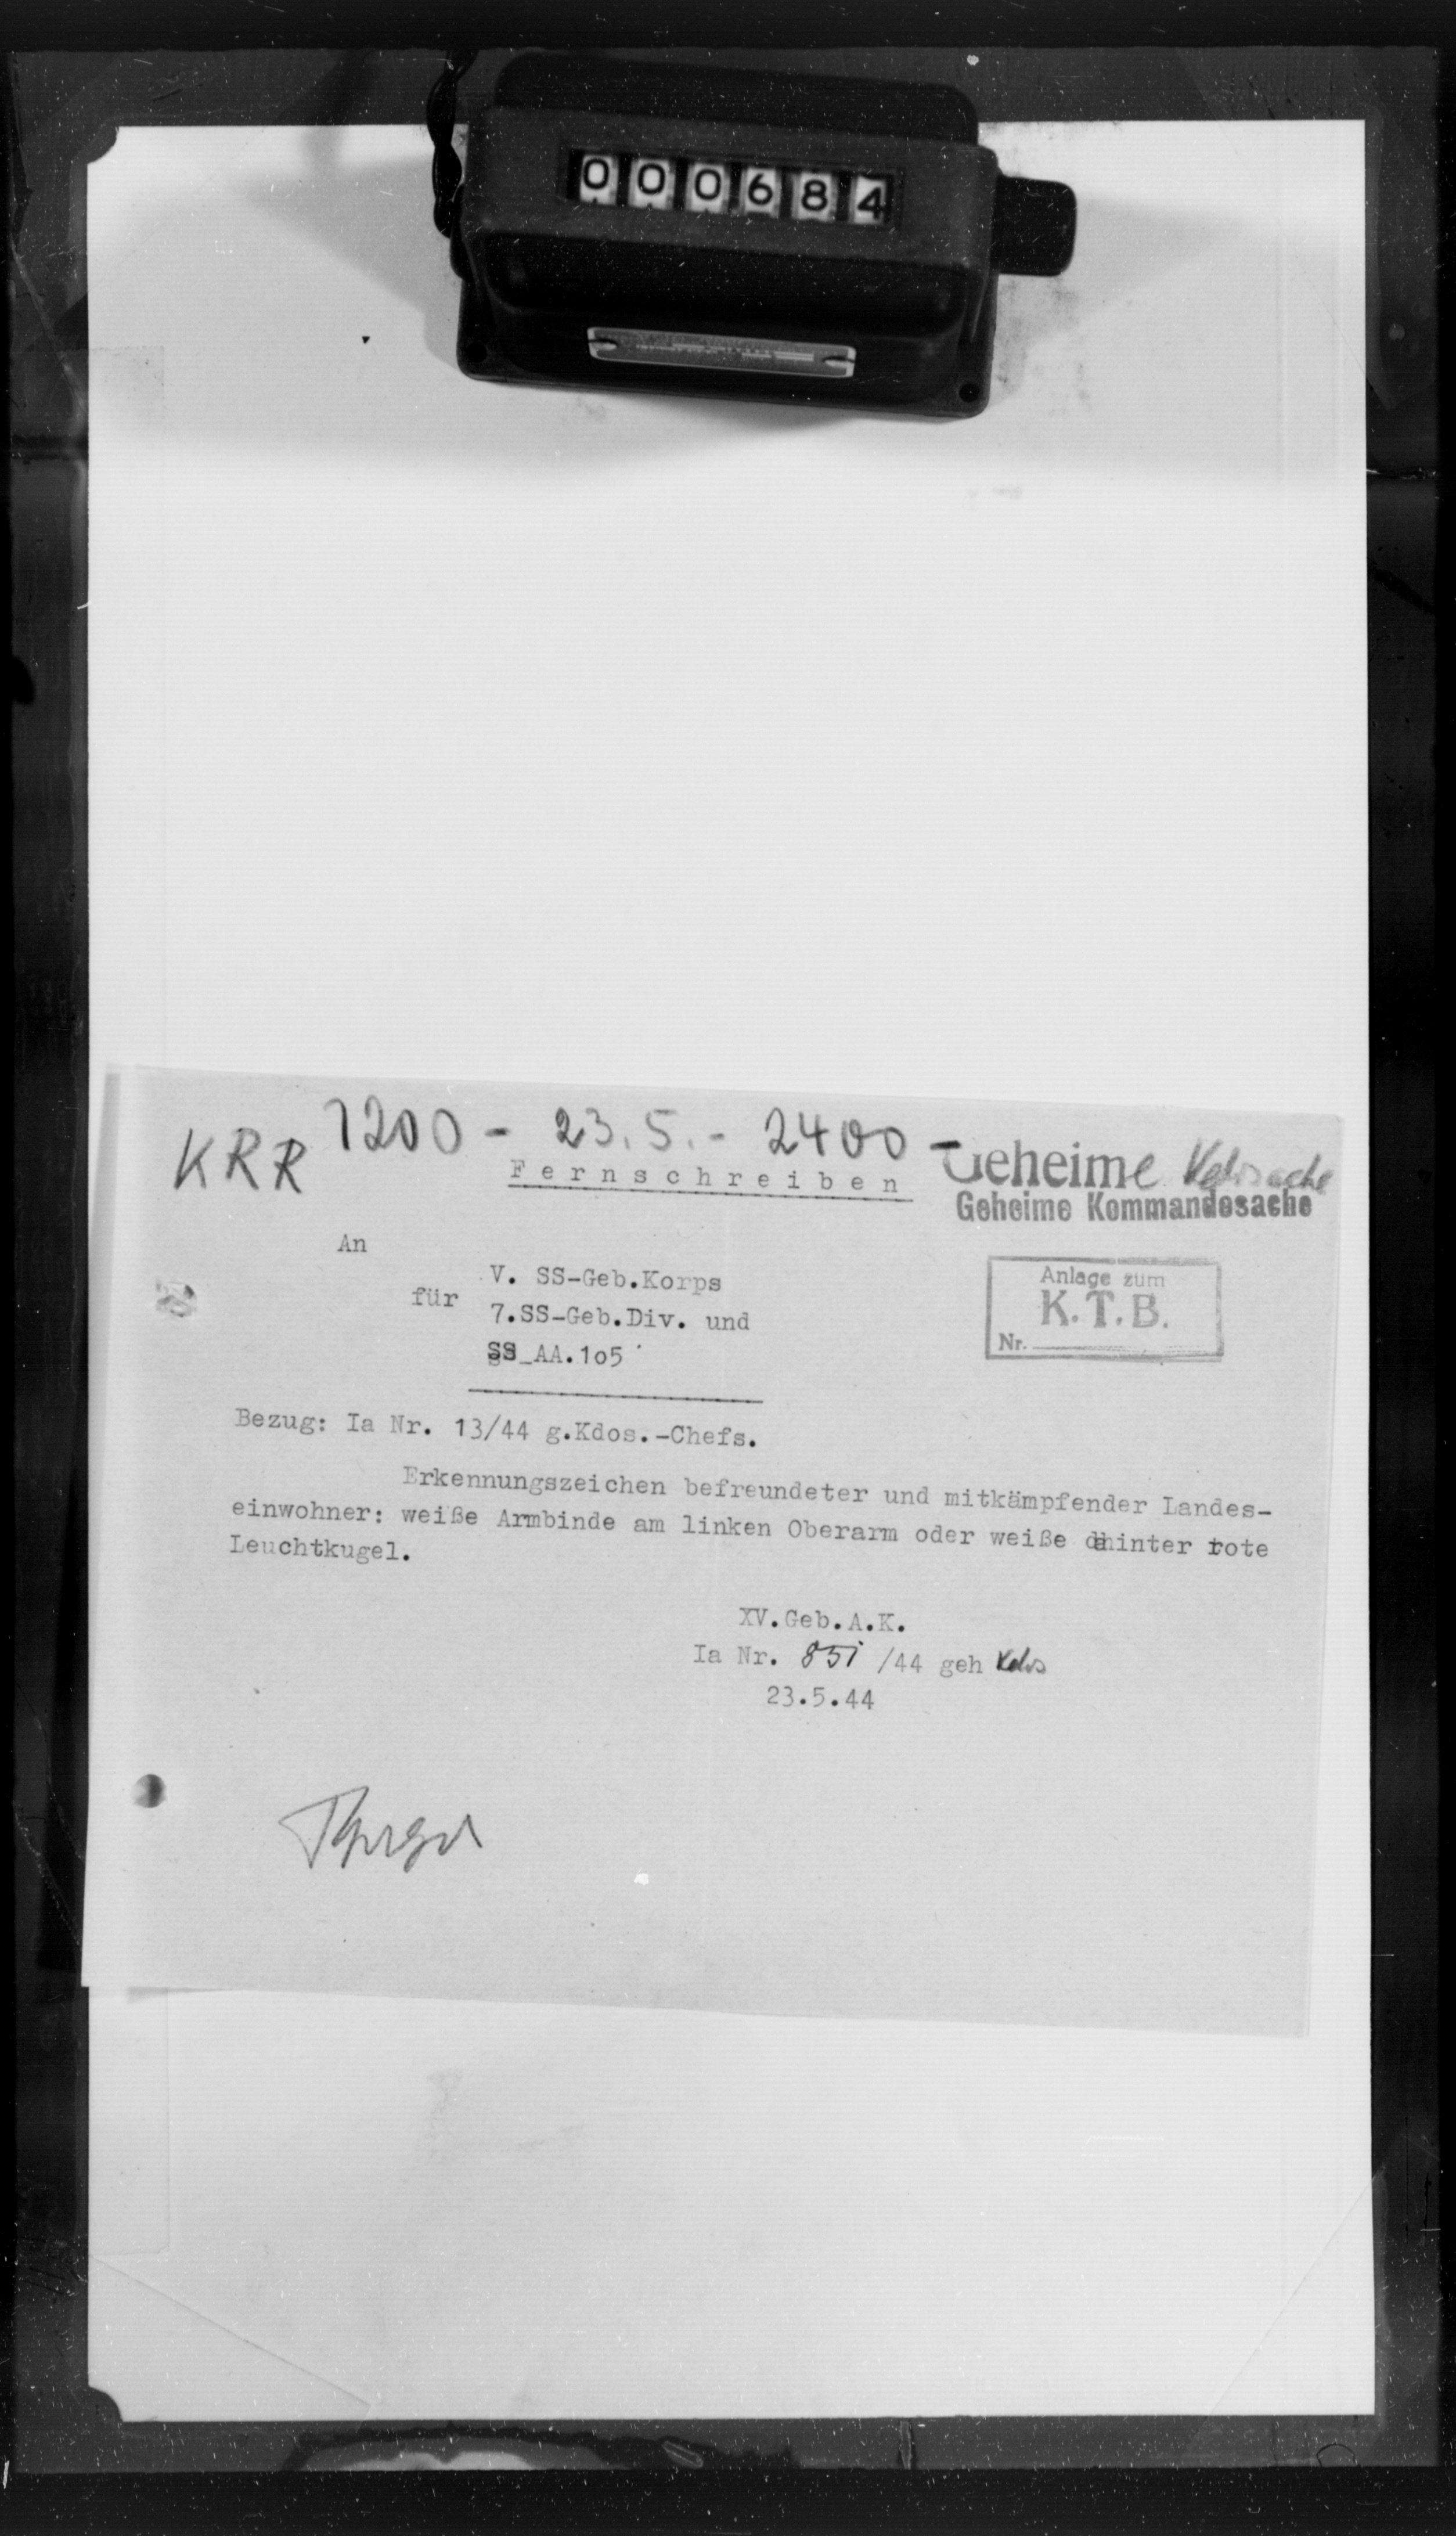 000684
KRR 1200 - 23.5. - 2400 -
Fernschreiben
Geheime Kdosache
Geheime Kommandosache
An
V. SS-Geb.Korps
für
7.SS-Geb.Div. und
SS_AA.105
Anlage zum
K.T.B.
Nr.
Bezug: Ia Nr. 13/44 g.Kdos.-Chefs.
Erkennungszeichen befreundeter und mitkämpfender Landes-
einwohner: weiße Armbinde am linken Oberarm oder weiße dahinter rote
Leuchtkugel.
XV.Geb.A.K.
Ia Nr. 851 /44 geh Kdos
23.5.44